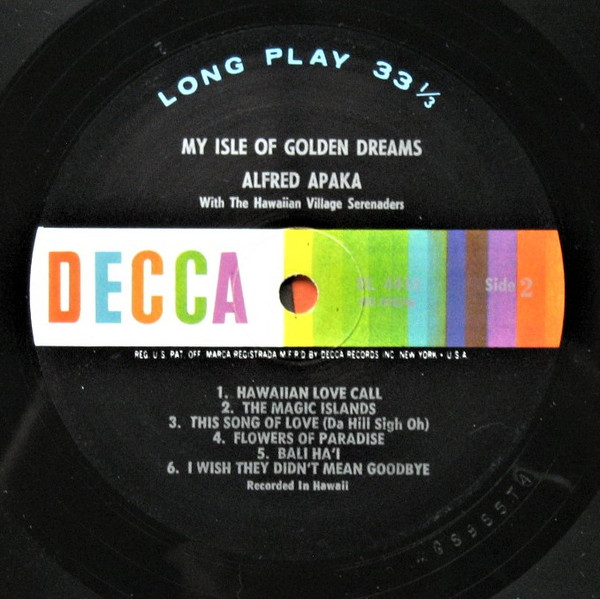 LONG PLAY 33 1/3
MY ISLE OF GOLDEN DREAMS
ALFRED APAKA
With The Hawaiian Village Serenaders
DECCA
Side 2
REG. U.S. PAT. OFF. MARCA REGISTRADA M.F'R'D BY DECCA RECORDS INC. NEW YORK • U.S.A.
1. HAWAIIAN LOVE CALL
2. THE MAGIC ISLANDS
3. THIS SONG OF LOVE (Da Hill Sigh Oh)
4. FLOWERS OF PARADISE
5. BALI HA'I
6. I WISH THEY DIDN'T MEAN GOODBYE
Recorded In Hawaii